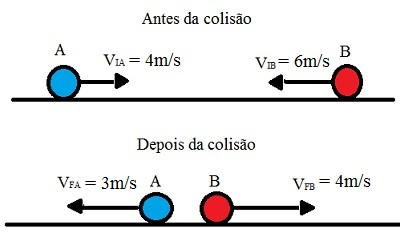 Antes da colisão
A
V_IA = 4m/s
V_IB = 6m/s
B
Depois da colisão
V_FA = 3m/s
A
B
V_FB = 4m/s